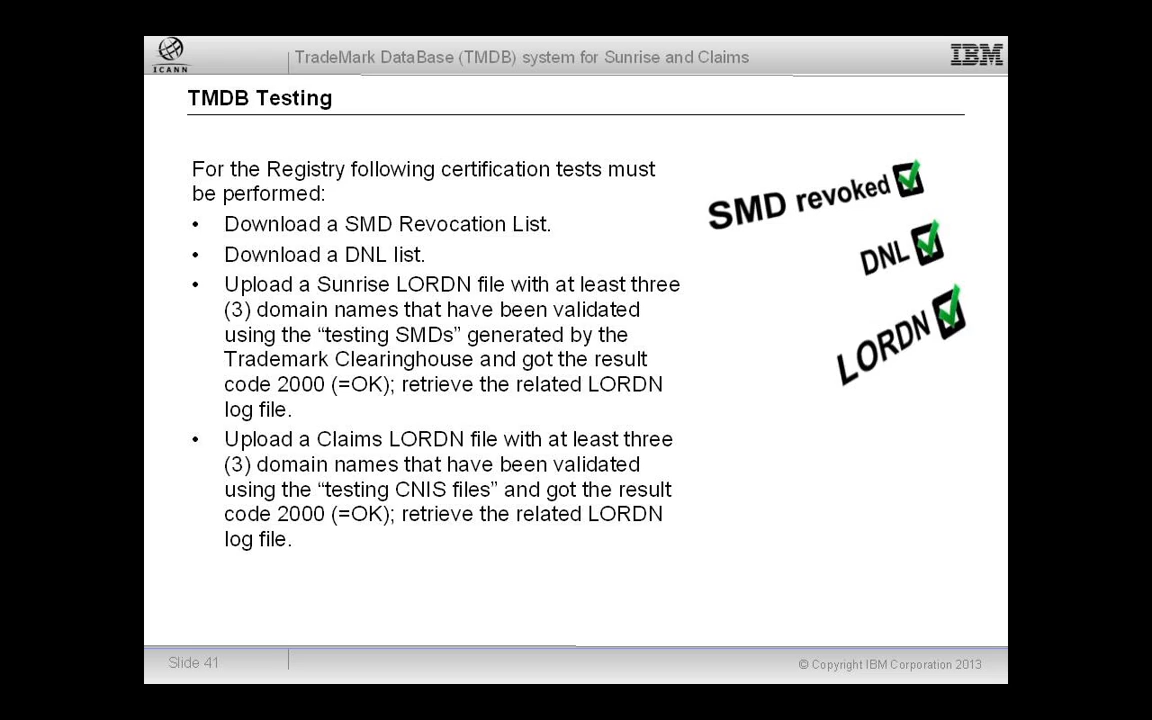 ICANN
TradeMark DataBase (TMDB) system for Sunrise and Claims
IBM
TMDB Testing
For the Registry following certification tests must
be performed:
• Download a SMD Revocation List.
• Download a DNL list.
• Upload a Sunrise LORDN file with at least three
(3) domain names that have been validated
using the “testing SMDs” generated by the
Trademark Clearinghouse and got the result
code 2000 (=OK); retrieve the related LORDN
log file.
• Upload a Claims LORDN file with at least three
(3) domain names that have been validated
using the “testing CNIS files” and got the result
code 2000 (=OK); retrieve the related LORDN
log file.
SMD revoked
DNL
LORDN
Slide 41
© Copyright IBM Corporation 2013